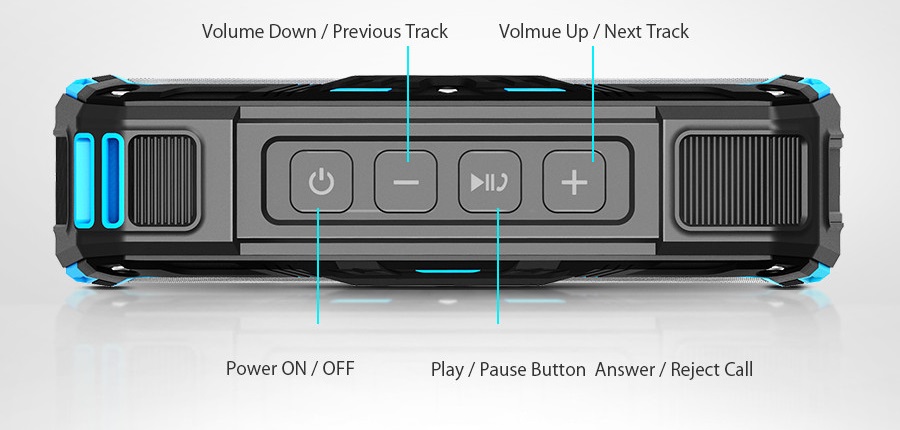 Volume Down / Previous Track
Volmue Up / Next Track
Power ON / OFF
Play / Pause Button  Answer / Reject Call